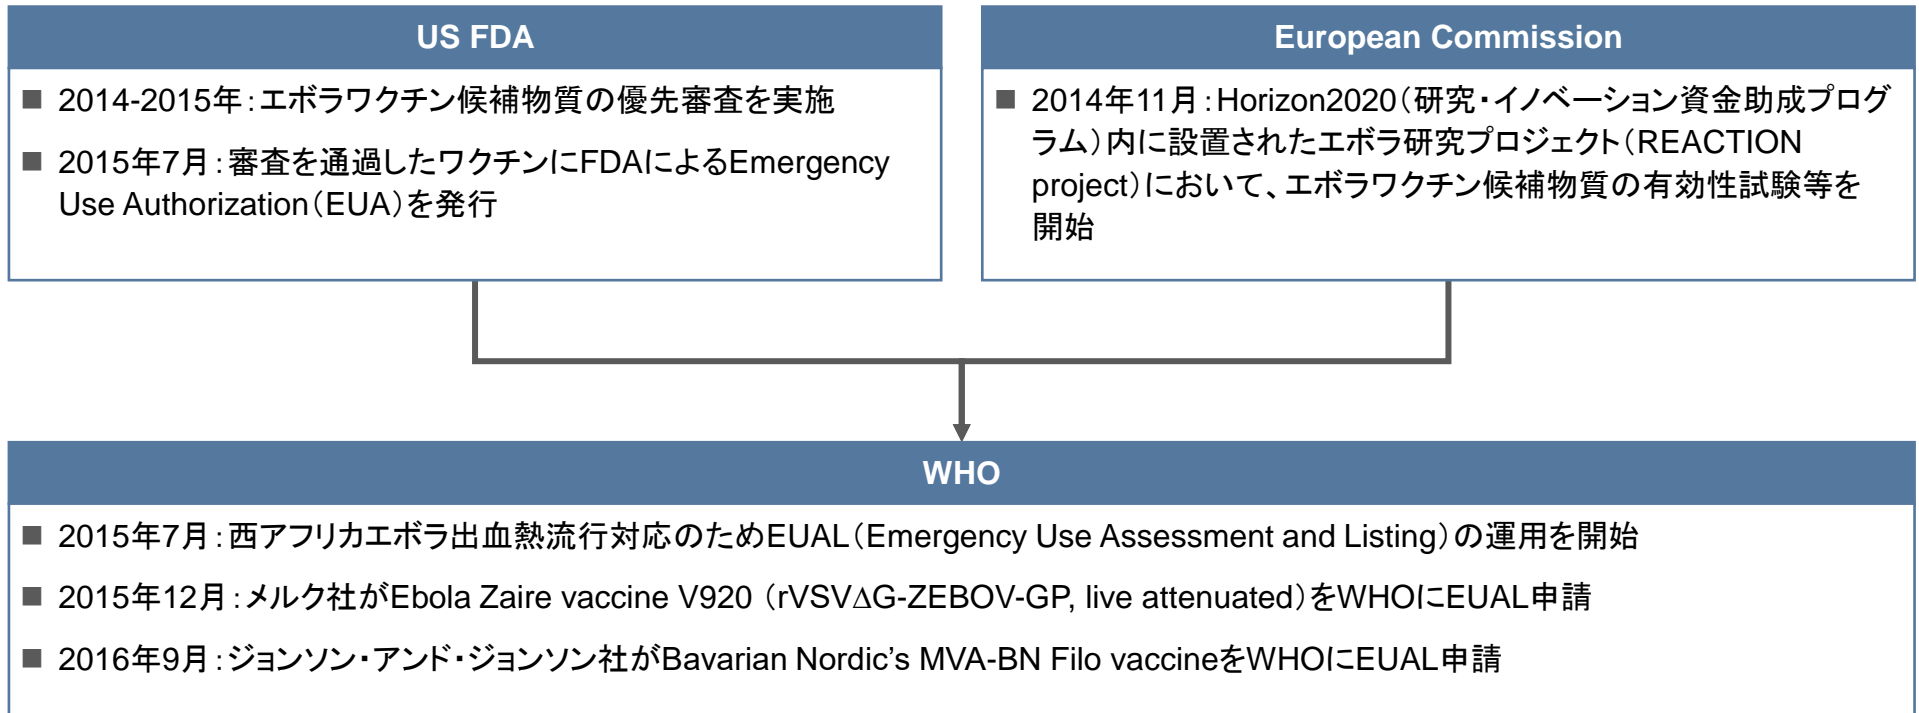 US FDA
■ 2014-2015年：エボラワクチン候補物質の優先審査を実施
■ 2015年7月：審査を通過したワクチンにFDAによるEmergency
Use Authorization（EUA）を発行
European Commission
■ 2014年11月：Horizon2020（研究・イノベーション資金助成プログ
ラム）内に設置されたエボラ研究プロジェクト（REACTION
project）において、エボラワクチン候補物質の有効性試験等を
開始
WHO
■ 2015年7月：西アフリカエボラ出血熱流行対応のためEUAL（Emergency Use Assessment and Listing）の運用を開始
■ 2015年12月：メルク社がEbola Zaire vaccine V920 （rVSV∆G-ZEBOV-GP, live attenuated）をWHOにEUAL申請
■ 2016年9月：ジョンソン・アンド・ジョンソン社がBavarian Nordic’s MVA-BN Filo vaccineをWHOにEUAL申請